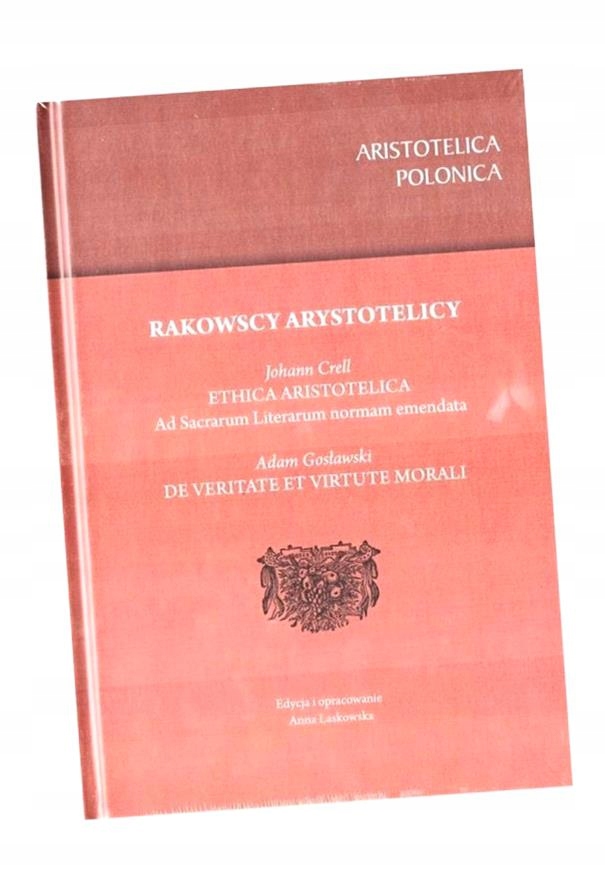 ARISTOTELICA
POLONICA
RAKOWSCY ARYSTOTELICY
Johann Crell
ETHICA ARISTOTELICA
Ad Sacrarum Literarum normam emendata
Adam Gosławski
DE VERITATE ET VIRTUTE MORALI
Edycja i opracowanie
Anna Laskowska